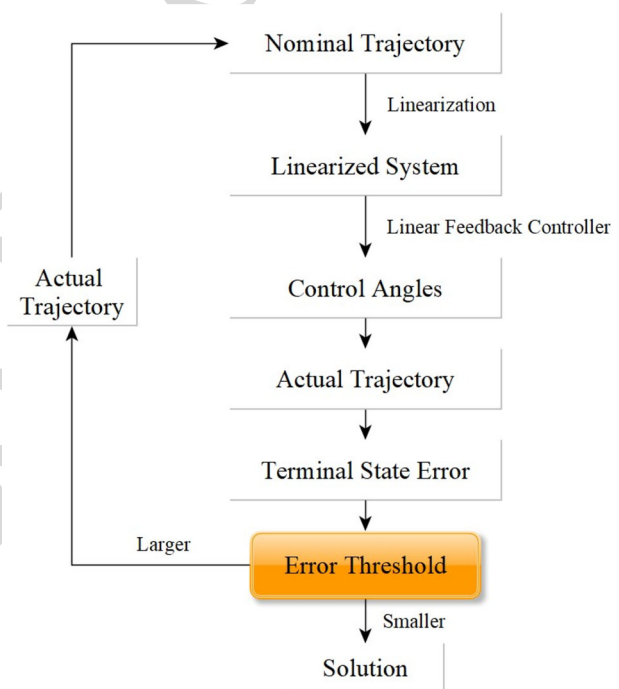 Nominal Trajectory
Linearization
Linearized System
Linear Feedback Controller
Control Angles
Actual
Trajectory
Actual Trajectory
Terminal State Error
Larger
Error Threshold
Smaller
Solution